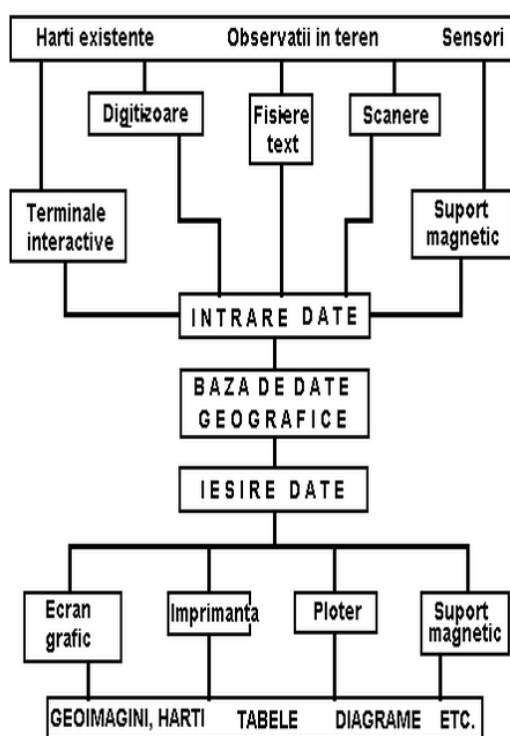 Harti existente Observatii in teren Sensori
Digitizoare
Fisiere
text
Scanere
Terminale
interactive
Suport
magnetic
INTRARE DATE
BAZA DE DATE
GEOGRAFICE
IESIRE DATE
Ecran
grafic
Imprimanta
Ploter
Suport
magnetic
GEOIMAGINI, HARTI TABELE DIAGRAME ETC.